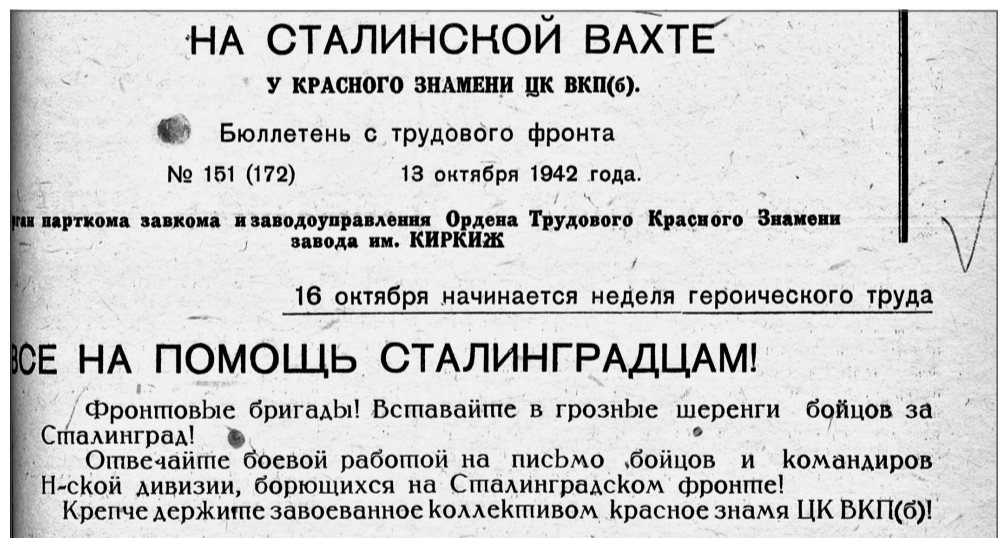 НА СТАЛИНСКОЙ ВАХТЕ
У КРАСНОГО ЗНАМЕНИ ЦК ВКП(б).
Бюллетень с трудового фронта
№ 151 (172) 13 октября 1942 года.
рган парткома завкома и заводоуправления Ордена Трудового Красного Знамени
завода им. КИРКИЖ
16 октября начинается неделя героического труда
ВСЕ НА ПОМОЩЬ СТАЛИНГРАДЦАМ!
Фронтовые бригады! Вставайте в грозные шеренги бойцов за
Сталинград!
Отвечайте боевой работой на письмо бойцов и командиров
Н-ской дивизии, борющихся на Сталинградском фронте!
Крепче держите завоеванное коллективом красное знамя ЦК ВКП(б)!